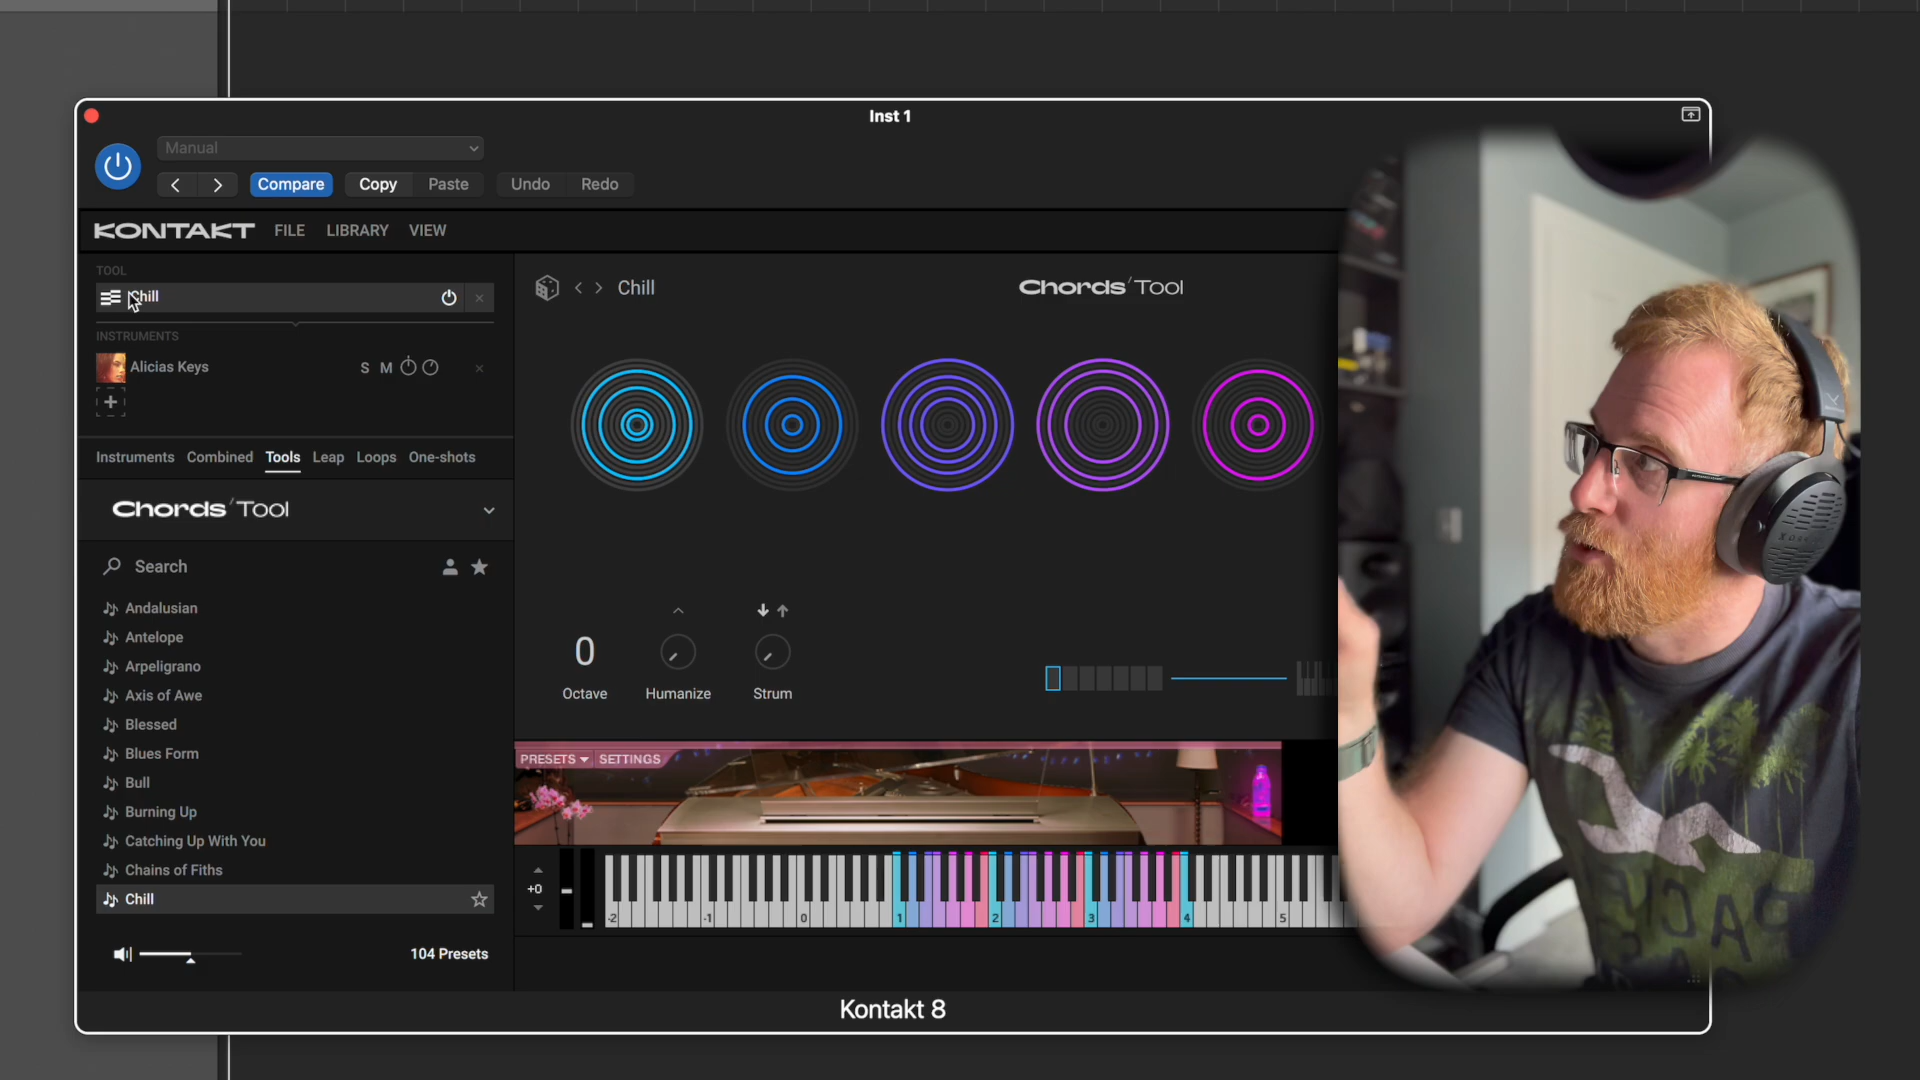 Inst 1
Manual
Compare
Copy
Paste
Undo
Redo
KONTAKT
FILE
LIBRARY
VIEW
TOOL
Chill
INSTRUMENTS
Alicias Keys
S
M
Instruments
Combined
Tools
Leap
Loops
One-shots
Chords' Tool
Search
Andalusian
Antelope
Arpeligrano
Axis of Awe
Blessed
Blues Form
Bull
Burning Up
Catching Up With You
Chains of Fiths
Chill
104 Presets
Chill
Chords' Tool
0
Octave
Humanize
Strum
PRESETS
SETTINGS
+0
-2
-1
0
1
2
3
4
5
Kontakt 8